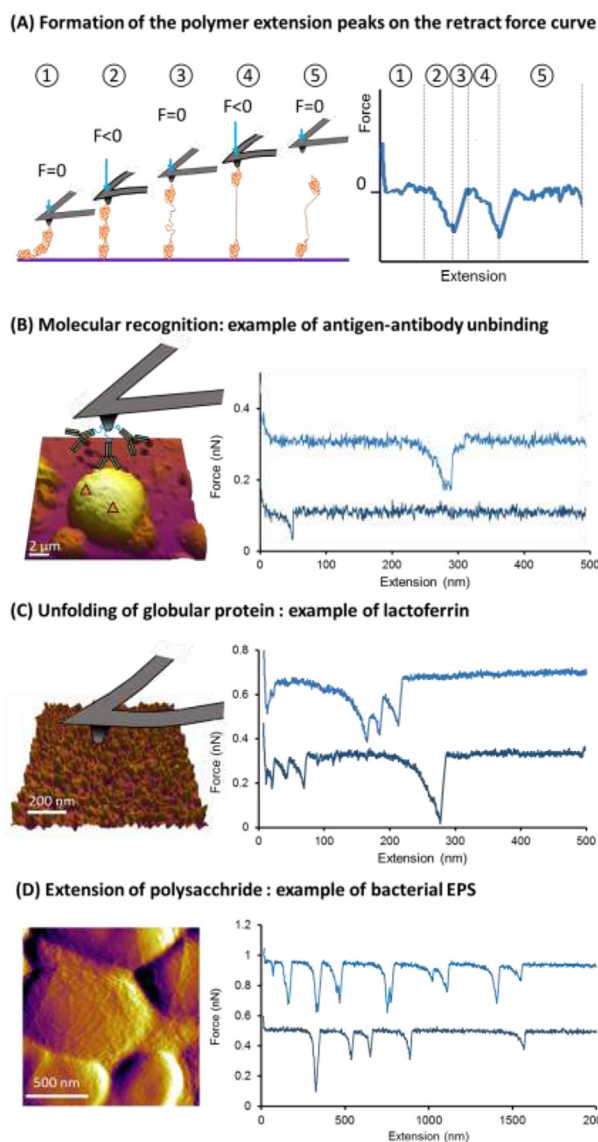 (A) Formation of the polymer extension peaks on the retract force curve
① ② ③ ④ ⑤
① ② ③ ④ ⑤
F=0
F<0
F=0
F<0
F=0
Force
0
Extension
(B) Molecular recognition: example of antigen-antibody unbinding
2 μm
Force (nN)
0.4
0.2
0
0 100 200 300 400 500
Extension (nm)
(C) Unfolding of globular protein : example of lactoferrin
200 nm
Force (nN)
0.8
0.6
0.4
0.2
0
0 100 200 300 400 500
Extension (nm)
(D) Extension of polysacchride : example of bacterial EPS
500 nm
Force (nN)
1.2
1
0.8
0.6
0.4
0.2
0
0 500 1000 1500 2000
Extension (nm)